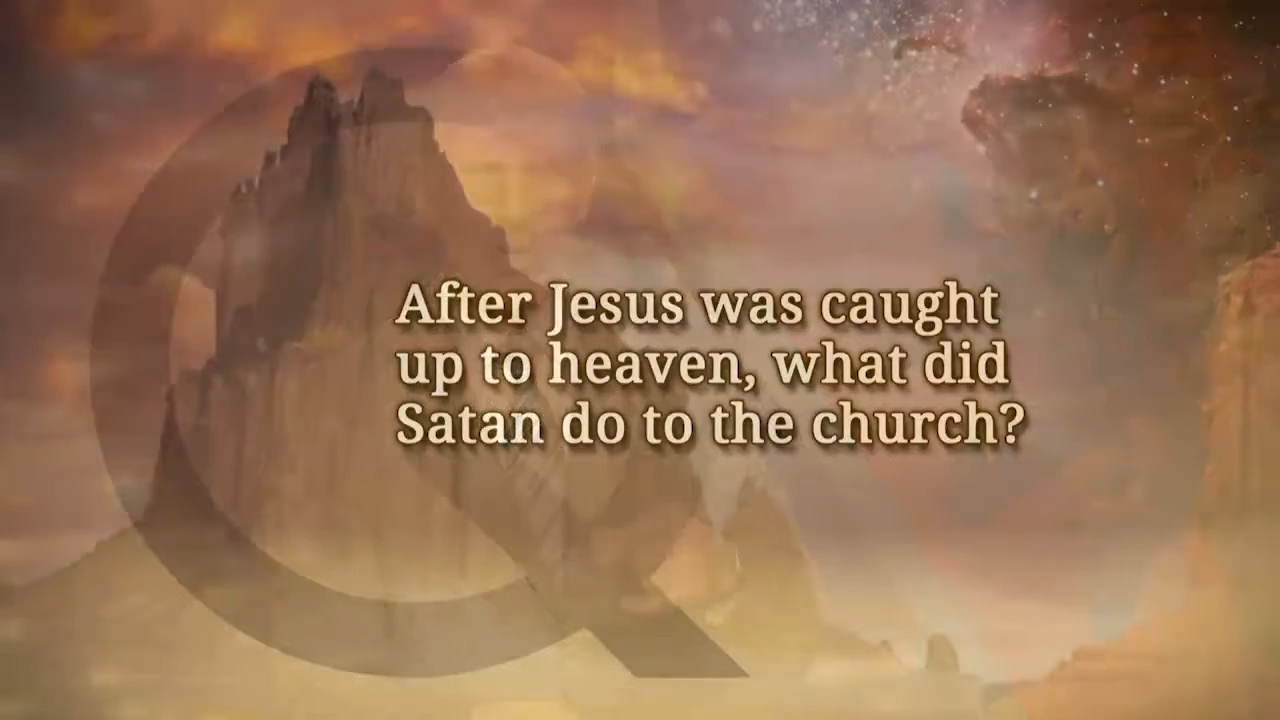 After Jesus was caught
up to heaven, what did
Satan do to the church?